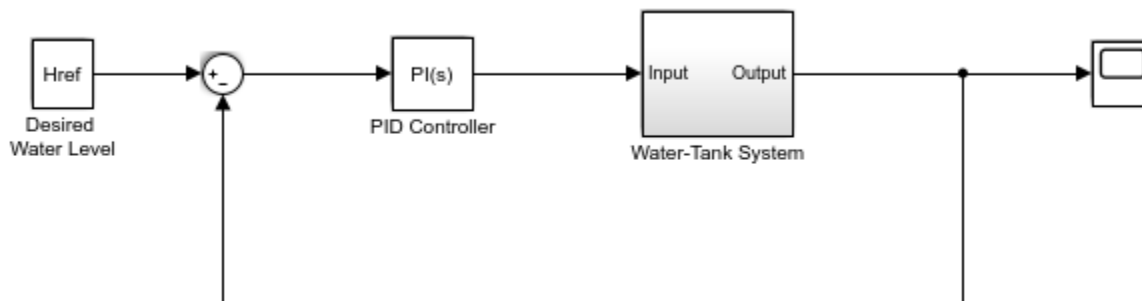 Href
Desired
Water Level
+
−
PI(s)
PID Controller
Input
Output
Water-Tank System